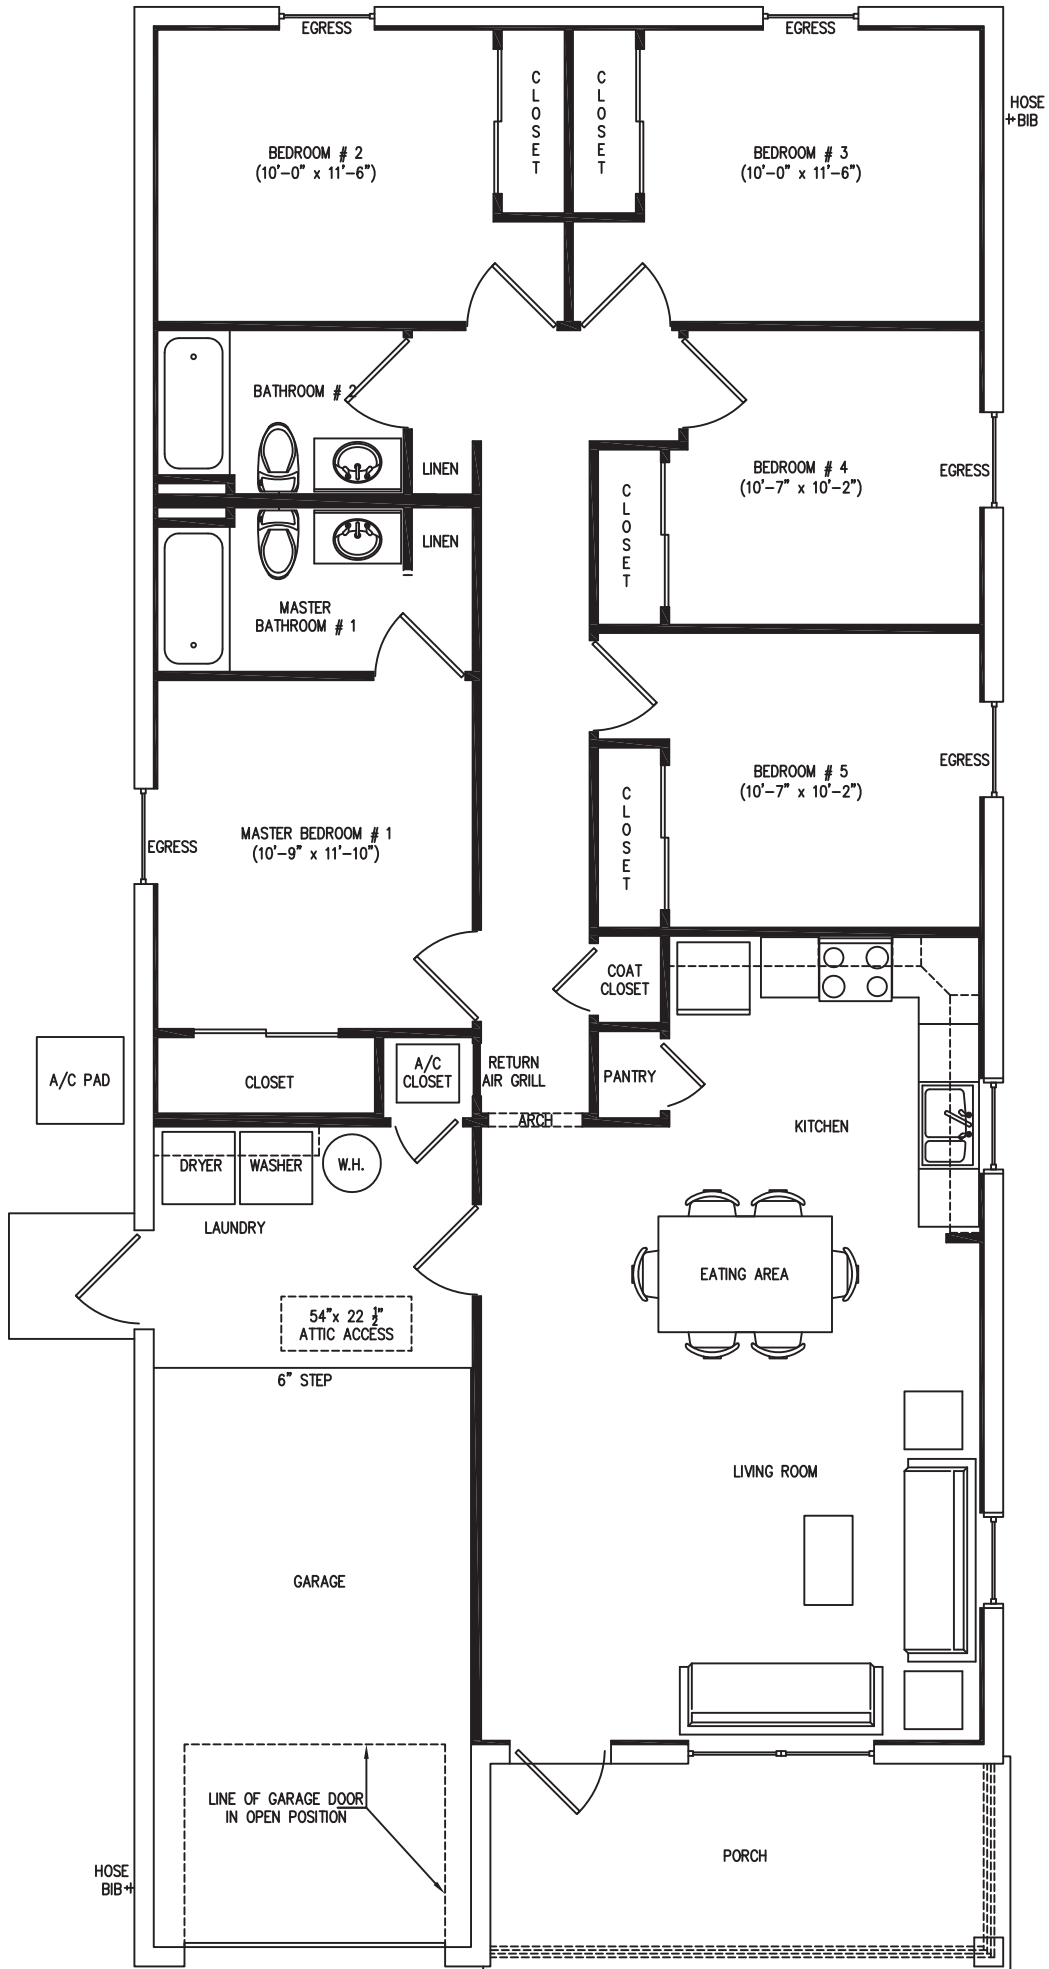 EGRESS
EGRESS
CLOSET
CLOSET
HOSE
BIB
BEDROOM # 2
(10'-0" x 11'-6")
BEDROOM # 3
(10'-0" x 11'-6")
BATHROOM # 2
LINEN
BEDROOM # 4
(10'-7" x 10'-2")
EGRESS
CLOSET
LINEN
MASTER
BATHROOM # 1
BEDROOM # 5
(10'-7" x 10'-2")
EGRESS
CLOSET
MASTER BEDROOM # 1
(10'-9" x 11'-10")
EGRESS
COAT
CLOSET
A/C PAD
CLOSET
A/C
CLOSET
RETURN
AIR GRILL
PANTRY
ARCH
KITCHEN
DRYER
WASHER
W.H.
LAUNDRY
EATING AREA
54"x 22 ½"
ATTIC ACCESS
6" STEP
LIVING ROOM
GARAGE
LINE OF GARAGE DOOR
IN OPEN POSITION
PORCH
HOSE
BIB